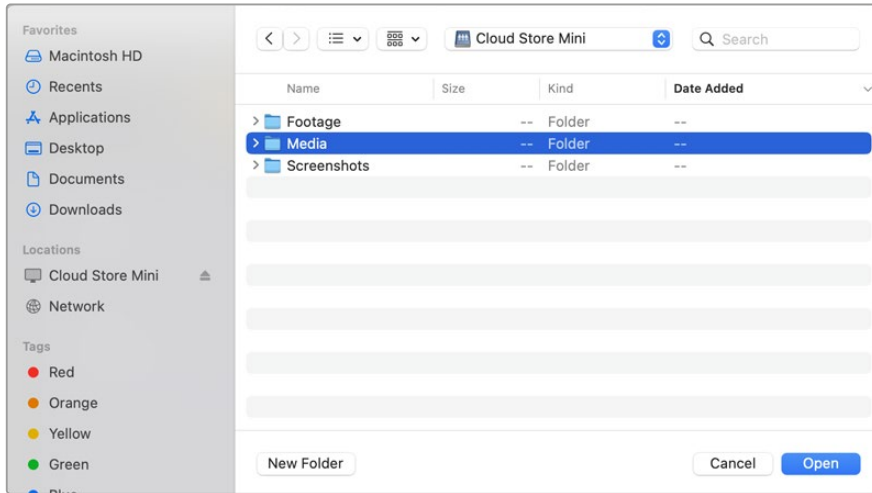 Favorites
Macintosh HD
Recents
Applications
Desktop
Documents
Downloads
Locations
Cloud Store Mini
Network
Tags
Red
Orange
Yellow
Green
Blue
Cloud Store Mini
Search
Name Size Kind Date Added
Footage -- Folder --
Media -- Folder --
Screenshots -- Folder --
New Folder
Cancel
Open